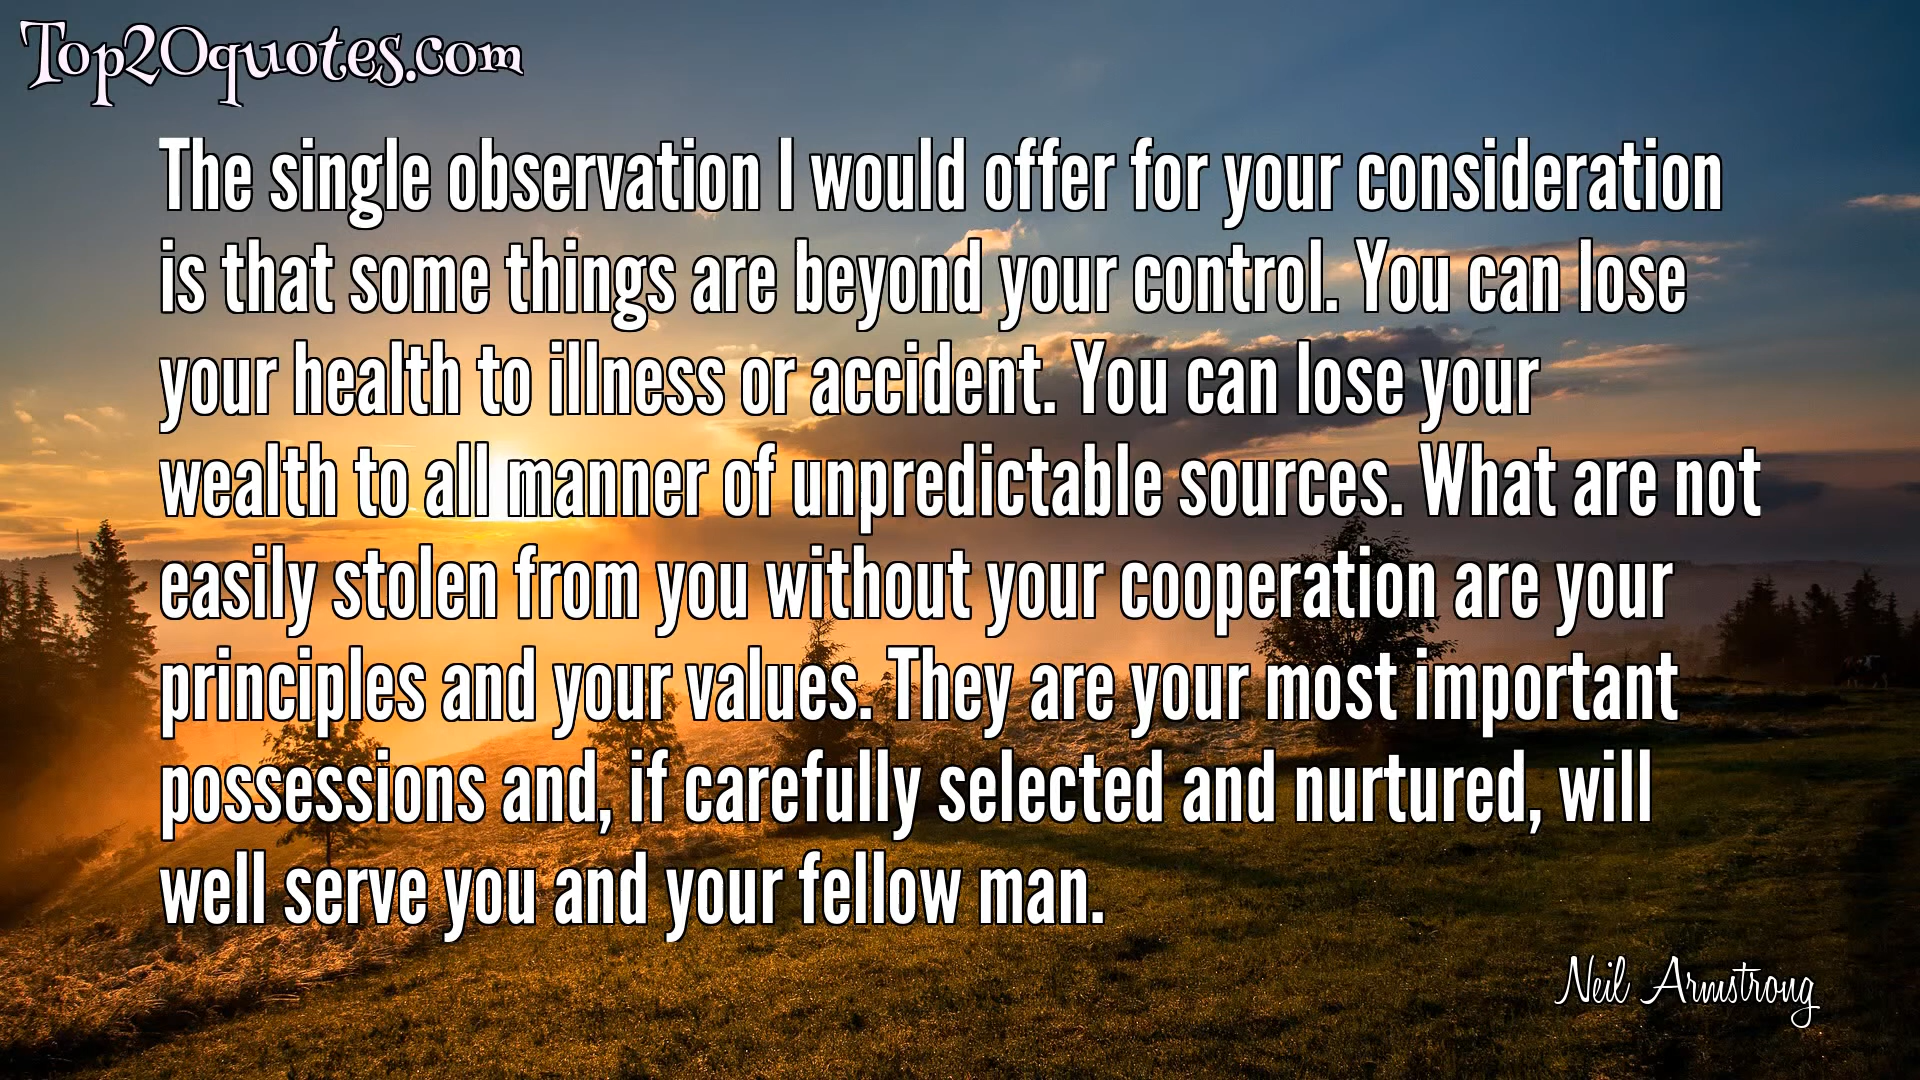 Top20quotes.com
The single observation I would offer for your consideration
is that some things are beyond your control. You can lose
your health to illness or accident. You can lose your
wealth to all manner of unpredictable sources. What are not
easily stolen from you without your cooperation are your
principles and your values. They are your most important
possessions and, if carefully selected and nurtured, will
well serve you and your fellow man.
Neil Armstrong